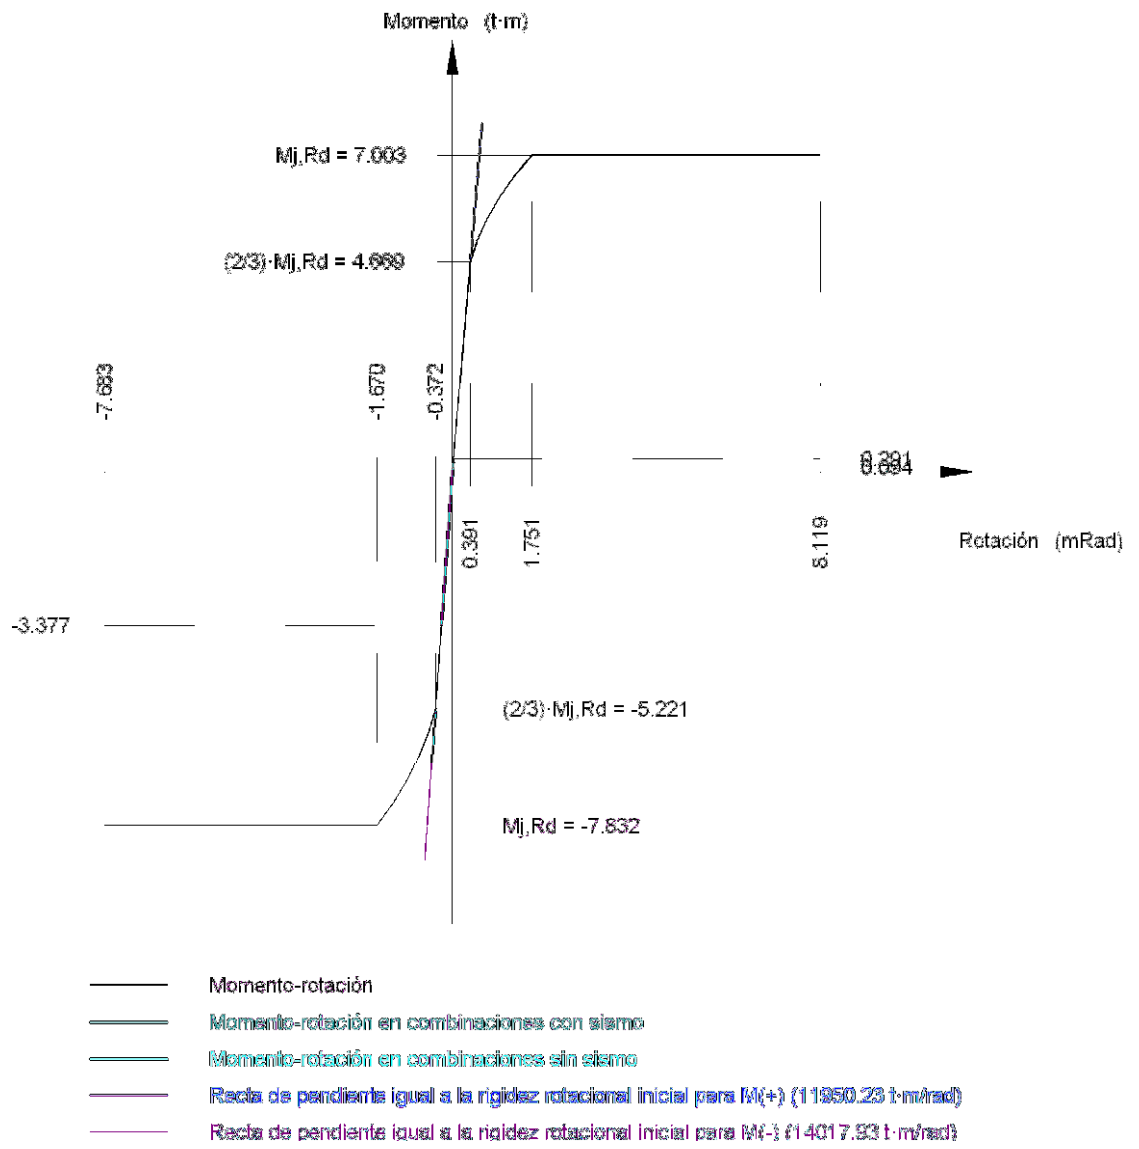 Momento (t·m)
Mj,Rd = 7.003
(2/3)·Mj,Rd = 4.669
-7.683
-1.670
-0.372
0.391
1.751
8.119
Rotación (mRad)
-3.377
(2/3)·Mj,Rd = -5.221
Mj,Rd = -7.832
Momento-rotación
Momento-rotación en combinaciones con sismo
Momento-rotación en combinaciones sin sismo
Recta de pendiente igual a la rigidez rotacional inicial para M(+) (11950.23 t·m/rad)
Recta de pendiente igual a la rigidez rotacional inicial para M(-) (14017.93 t·m/rad)